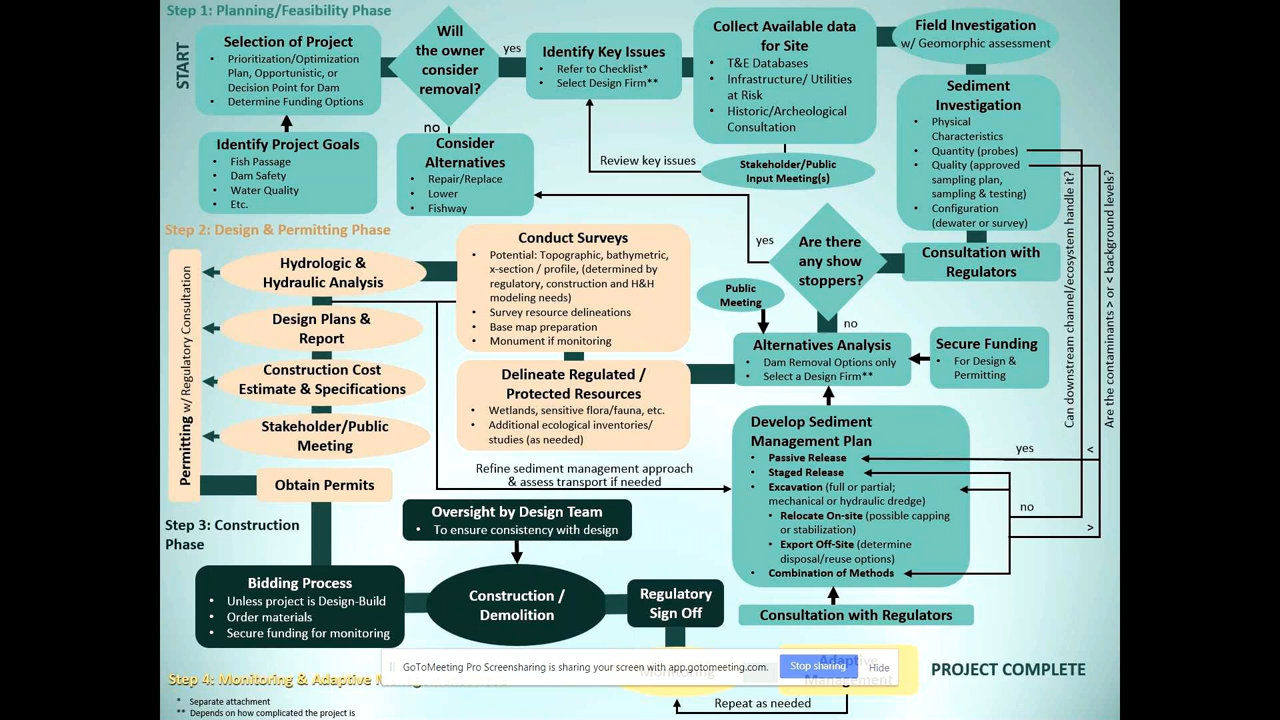 Step 1: Planning/Feasibility Phase
START
Selection of Project
• Prioritization/Optimization
Plan, Opportunistic, or
Decision Point for Dam
• Determine Funding Options
Identify Project Goals
• Fish Passage
• Dam Safety
• Water Quality
• Etc.
Will
the owner
consider
removal?
yes
no
Consider
Alternatives
• Repair/Replace
• Lower
• Fishway
Identify Key Issues
• Refer to Checklist*
• Select Design Firm**
Review key issues
Collect Available data
for Site
• T&E Databases
• Infrastructure/ Utilities
at Risk
• Historic/Archeological
Consultation
Stakeholder/Public
Input Meeting(s)
Field Investigation
w/ Geomorphic assessment
Sediment
Investigation
• Physical
Characteristics
• Quantity (probes)
• Quality (approved
sampling plan,
sampling & testing)
• Configuration
(dewater or survey)
Can downstream channel/ecosystem handle it?
Are the contaminants > or < background levels?
Consultation with
Regulators
Are there
any show
stoppers?
yes
no
Public
Meeting
Alternatives Analysis
• Dam Removal Options only
• Select a Design Firm**
Secure Funding
• For Design &
Permitting
Develop Sediment
Management Plan
• Passive Release
• Staged Release
• Excavation (full or partial;
mechanical or hydraulic dredge)
• Relocate On-site (possible capping
or stabilization)
• Export Off-Site (determine
disposal/reuse options)
• Combination of Methods
yes
<
no
>
Consultation with Regulators
Step 2: Design & Permitting Phase
Permitting w/ Regulatory Consultation
Hydrologic &
Hydraulic Analysis
Design Plans &
Report
Construction Cost
Estimate & Specifications
Stakeholder/Public
Meeting
Obtain Permits
Conduct Surveys
• Potential: Topographic, bathymetric,
x-section / profile, (determined by
regulatory, construction and H&H
modeling needs)
• Survey resource delineations
• Base map preparation
• Monument if monitoring
Delineate Regulated /
Protected Resources
• Wetlands, sensitive flora/fauna, etc.
• Additional ecological inventories/
studies (as needed)
Refine sediment management approach
& assess transport if needed
Step 3: Construction
Phase
Oversight by Design Team
• To ensure consistency with design
Bidding Process
• Unless project is Design-Build
• Order materials
• Secure funding for monitoring
Construction /
Demolition
Regulatory
Sign Off
GoToMeeting Pro Screensharing is sharing your screen with app.gotomeeting.com.
Stop sharing
Hide
Step 4: Monitoring & Adaptive
Monitoring
Adaptive
Management
PROJECT COMPLETE
Repeat as needed
* Separate attachment
** Depends on how complicated the project is